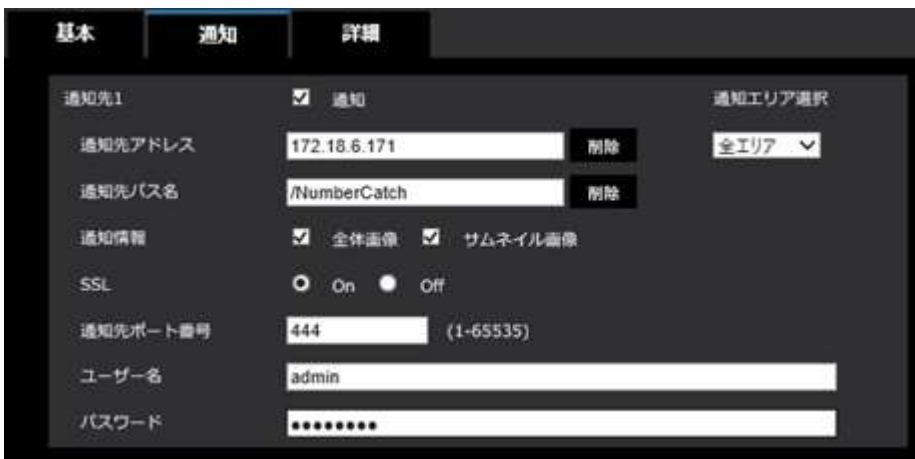 基本 通知 詳細
通知先1 通知 通知エリア選択
通知先アドレス 172.18.6.171 削除 全エリア
通知先パス名 /NumberCatch 削除
通知情報 全体画像 サムネイル画像
SSL On Off
通知先ポート番号 444 (1-65535)
ユーザー名 admin
パスワード ●●●●●●●●